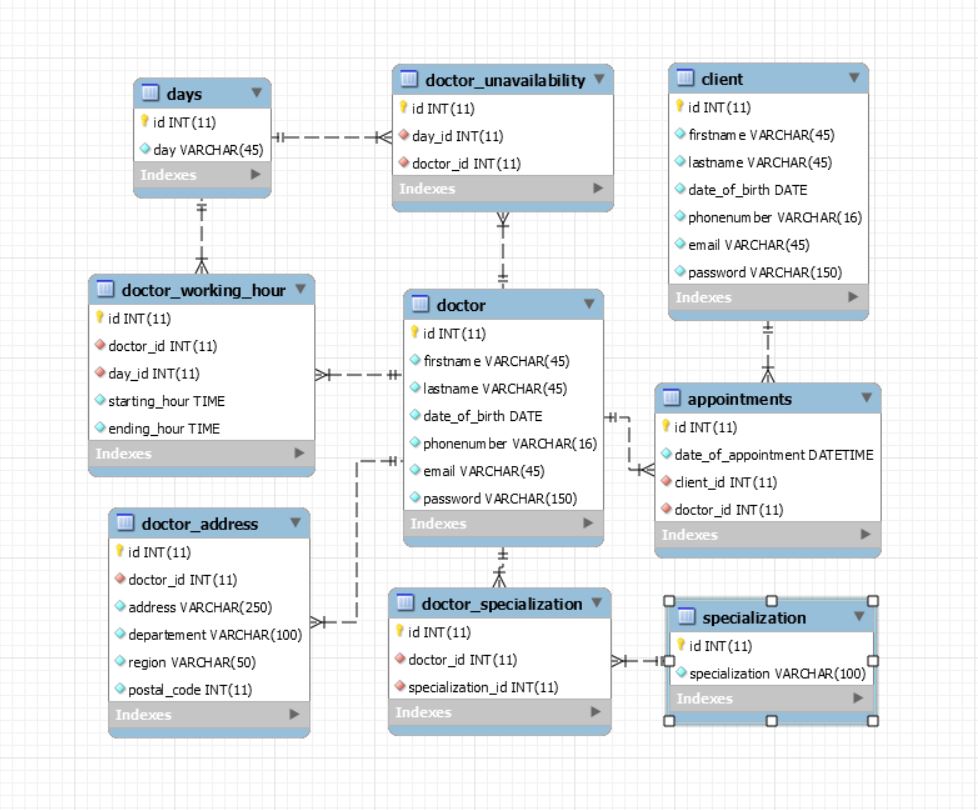 days
id INT(11)
day VARCHAR(45)
Indexes
doctor_unavailability
id INT(11)
day_id INT(11)
doctor_id INT(11)
Indexes
client
id INT(11)
firstname VARCHAR(45)
lastname VARCHAR(45)
date_of_birth DATE
phonenumber VARCHAR(16)
email VARCHAR(45)
password VARCHAR(150)
Indexes
doctor_working_hour
id INT(11)
doctor_id INT(11)
day_id INT(11)
starting_hour TIME
ending_hour TIME
Indexes
doctor
id INT(11)
firstname VARCHAR(45)
lastname VARCHAR(45)
date_of_birth DATE
phonenumber VARCHAR(16)
email VARCHAR(45)
password VARCHAR(150)
Indexes
appointments
id INT(11)
date_of_appointment DATETIME
client_id INT(11)
doctor_id INT(11)
Indexes
doctor_address
id INT(11)
doctor_id INT(11)
address VARCHAR(250)
departement VARCHAR(100)
region VARCHAR(50)
postal_code INT(11)
Indexes
doctor_specialization
id INT(11)
doctor_id INT(11)
specialization_id INT(11)
Indexes
specialization
id INT(11)
specialization VARCHAR(100)
Indexes